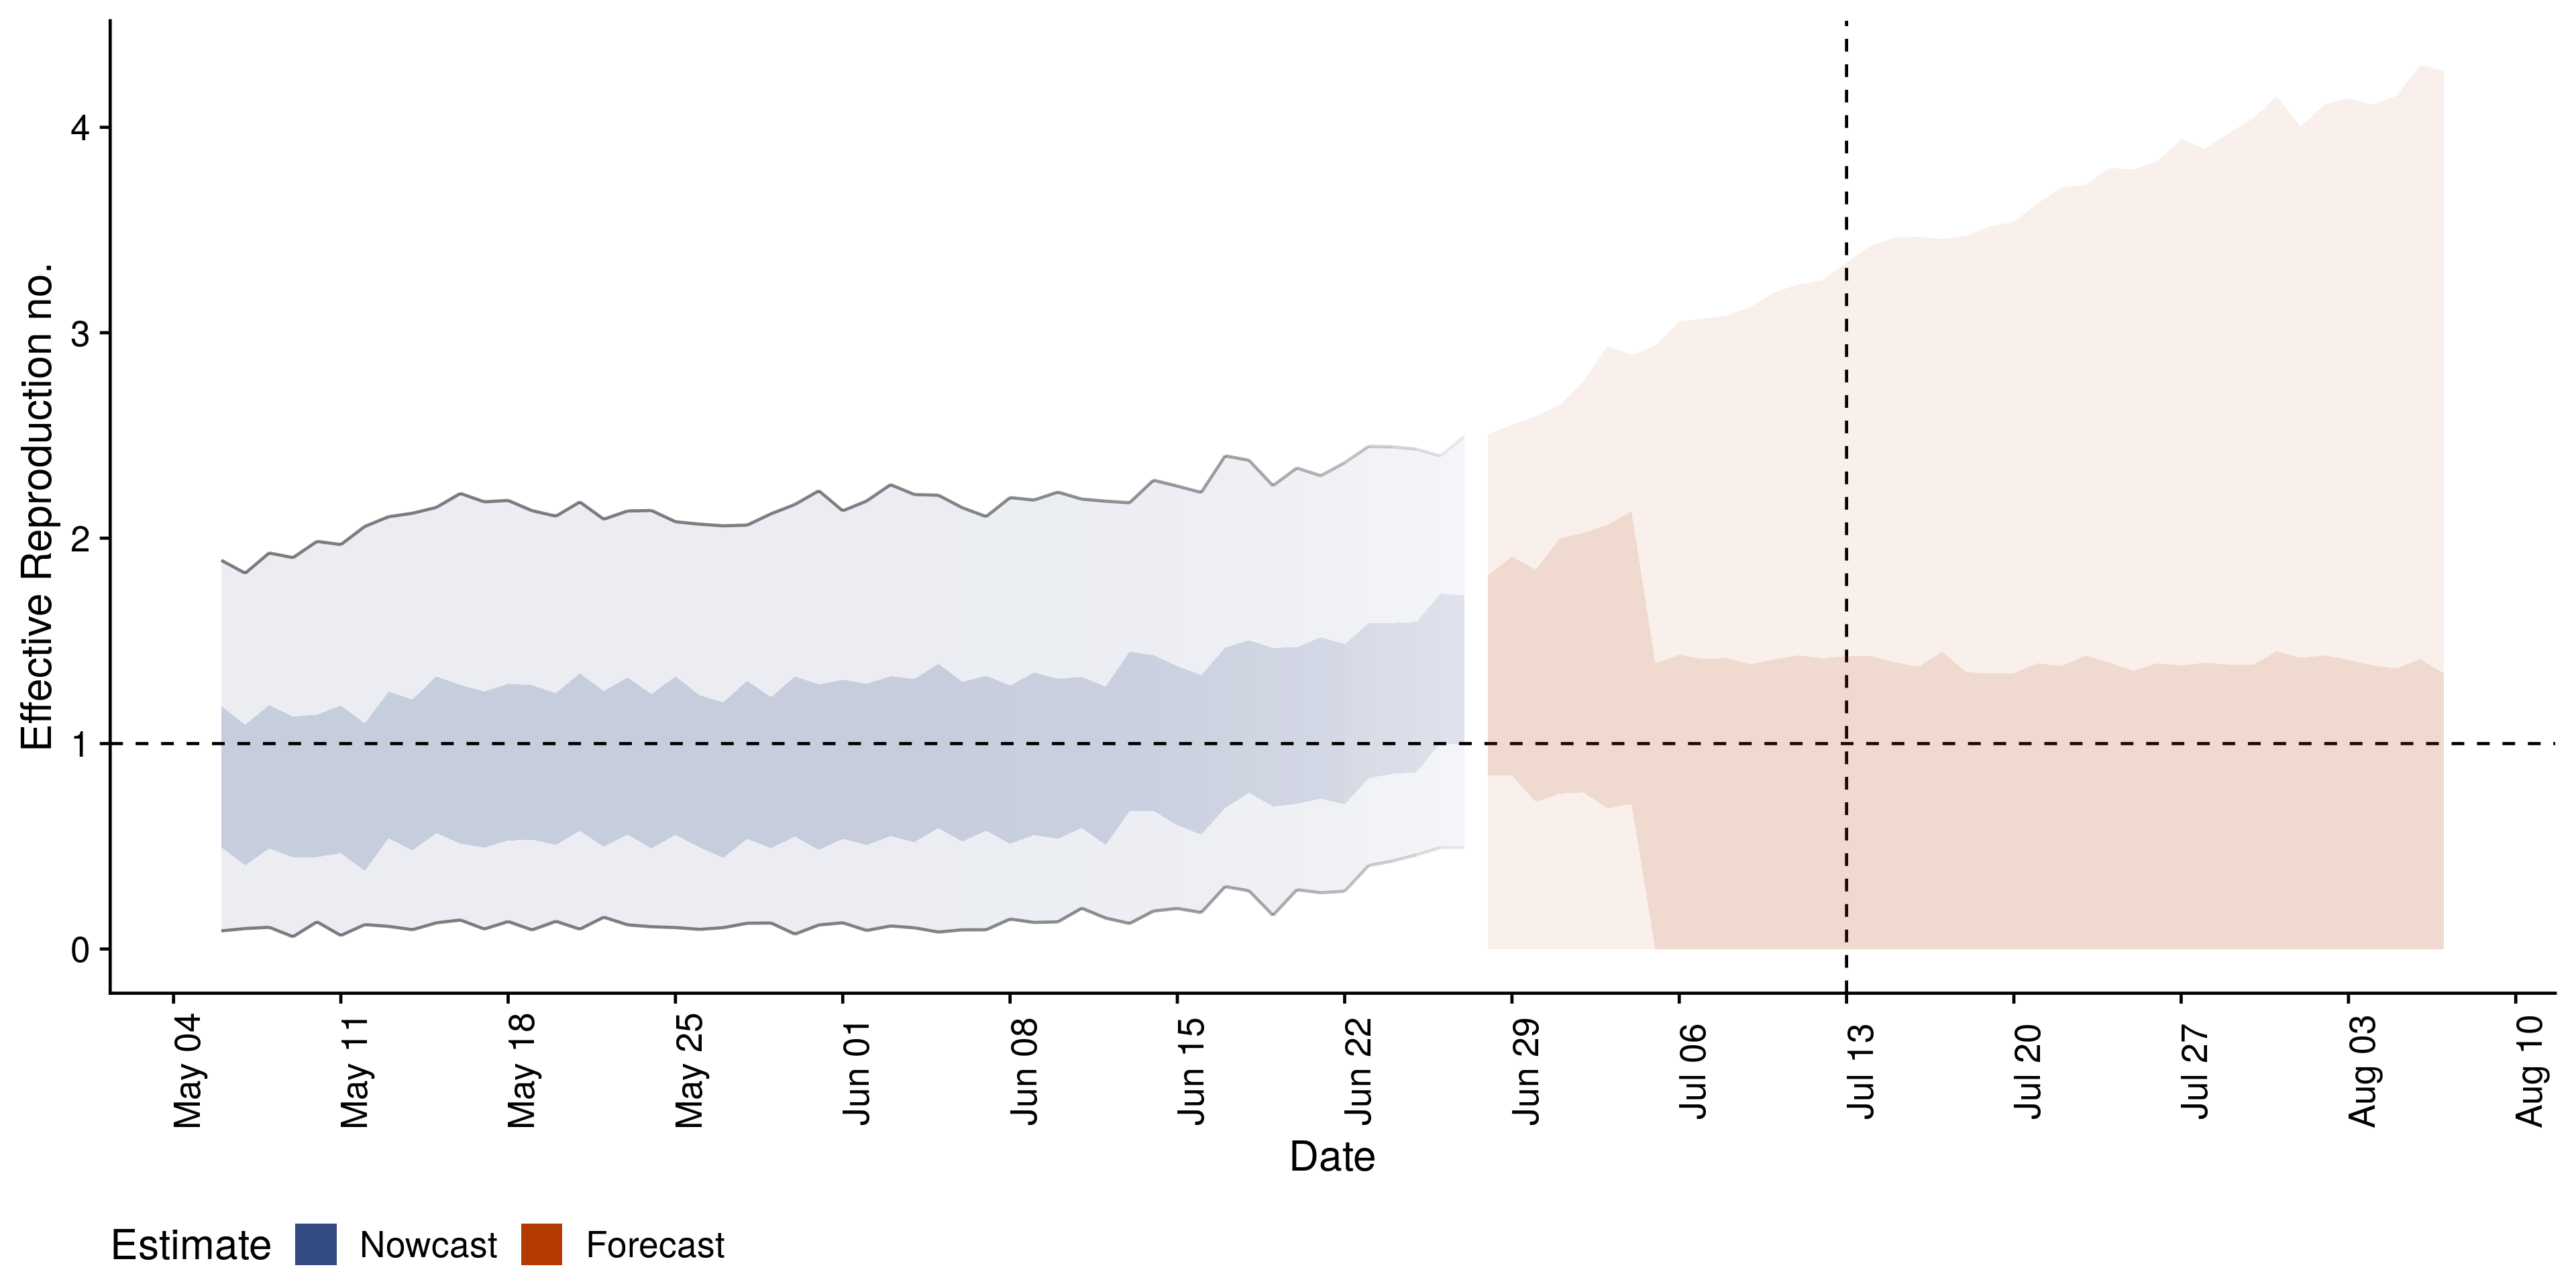 Effective Reproduction no.
4
3
2
1
0
May 04
May 11
May 18
May 25
Jun 01
Jun 08
Jun 15
Jun 22
Jun 29
Jul 06
Jul 13
Jul 20
Jul 27
Aug 03
Aug 10
Date
Estimate Nowcast Forecast